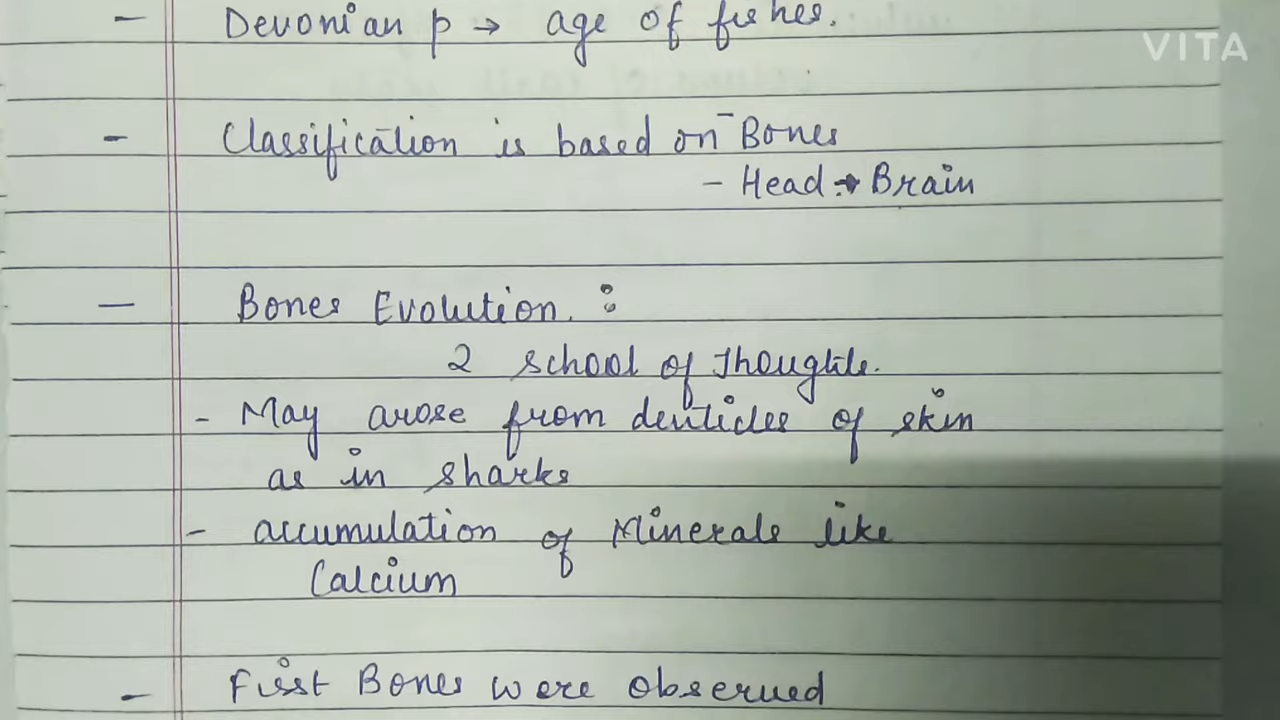 - Devonian p → age of fishes.
VITA
- Classification is based on - Bones
- Head → Brain
- Bones Evolution. :
2 school of thoughts.
- May arose from denticles of skin
as in sharks
- accumulation of Minerals like
Calcium
- First Bones were observed